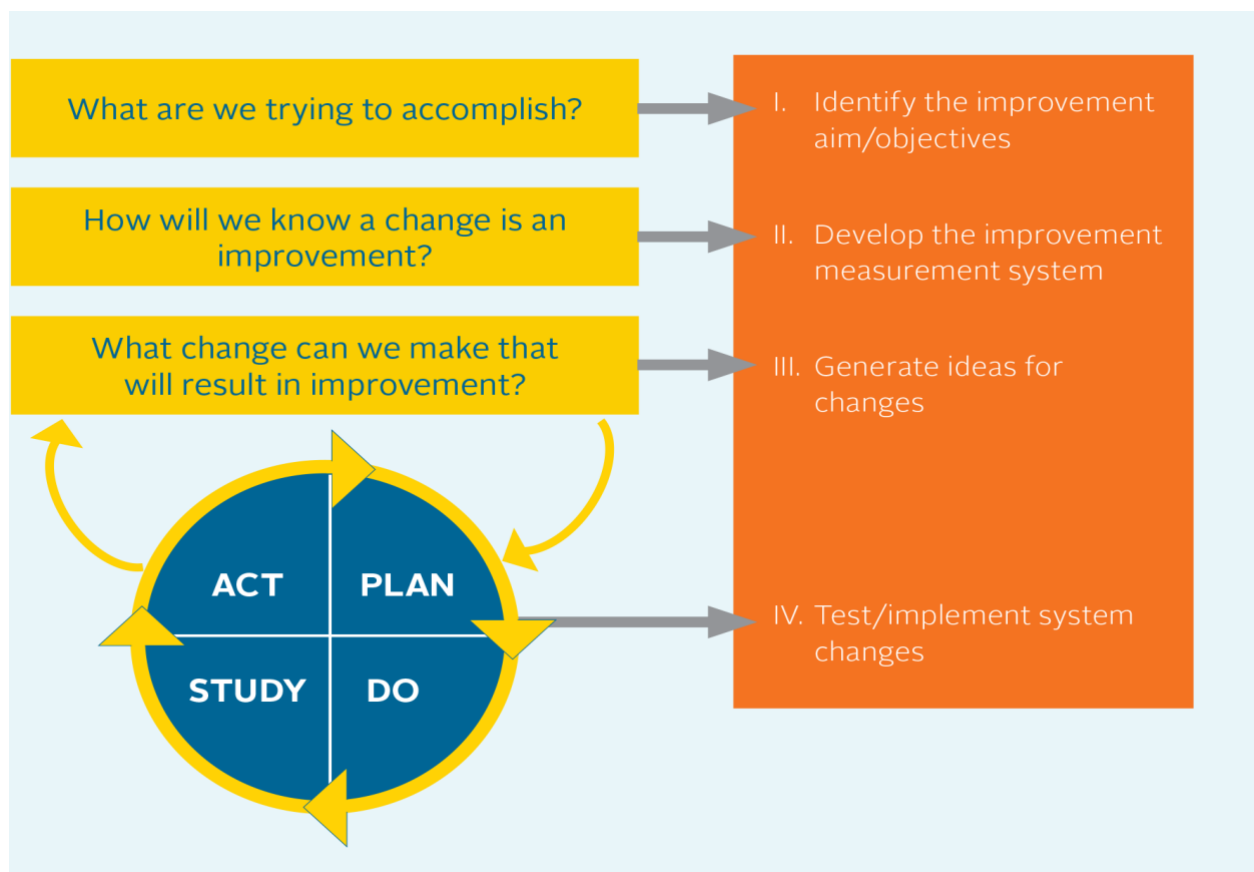 What are we trying to accomplish?
How will we know a change is an
improvement?
What change can we make that
will result in improvement?
ACT
PLAN
STUDY
DO
I. Identify the improvement
aim/objectives
II. Develop the improvement
measurement system
III. Generate ideas for
changes
IV. Test/implement system
changes